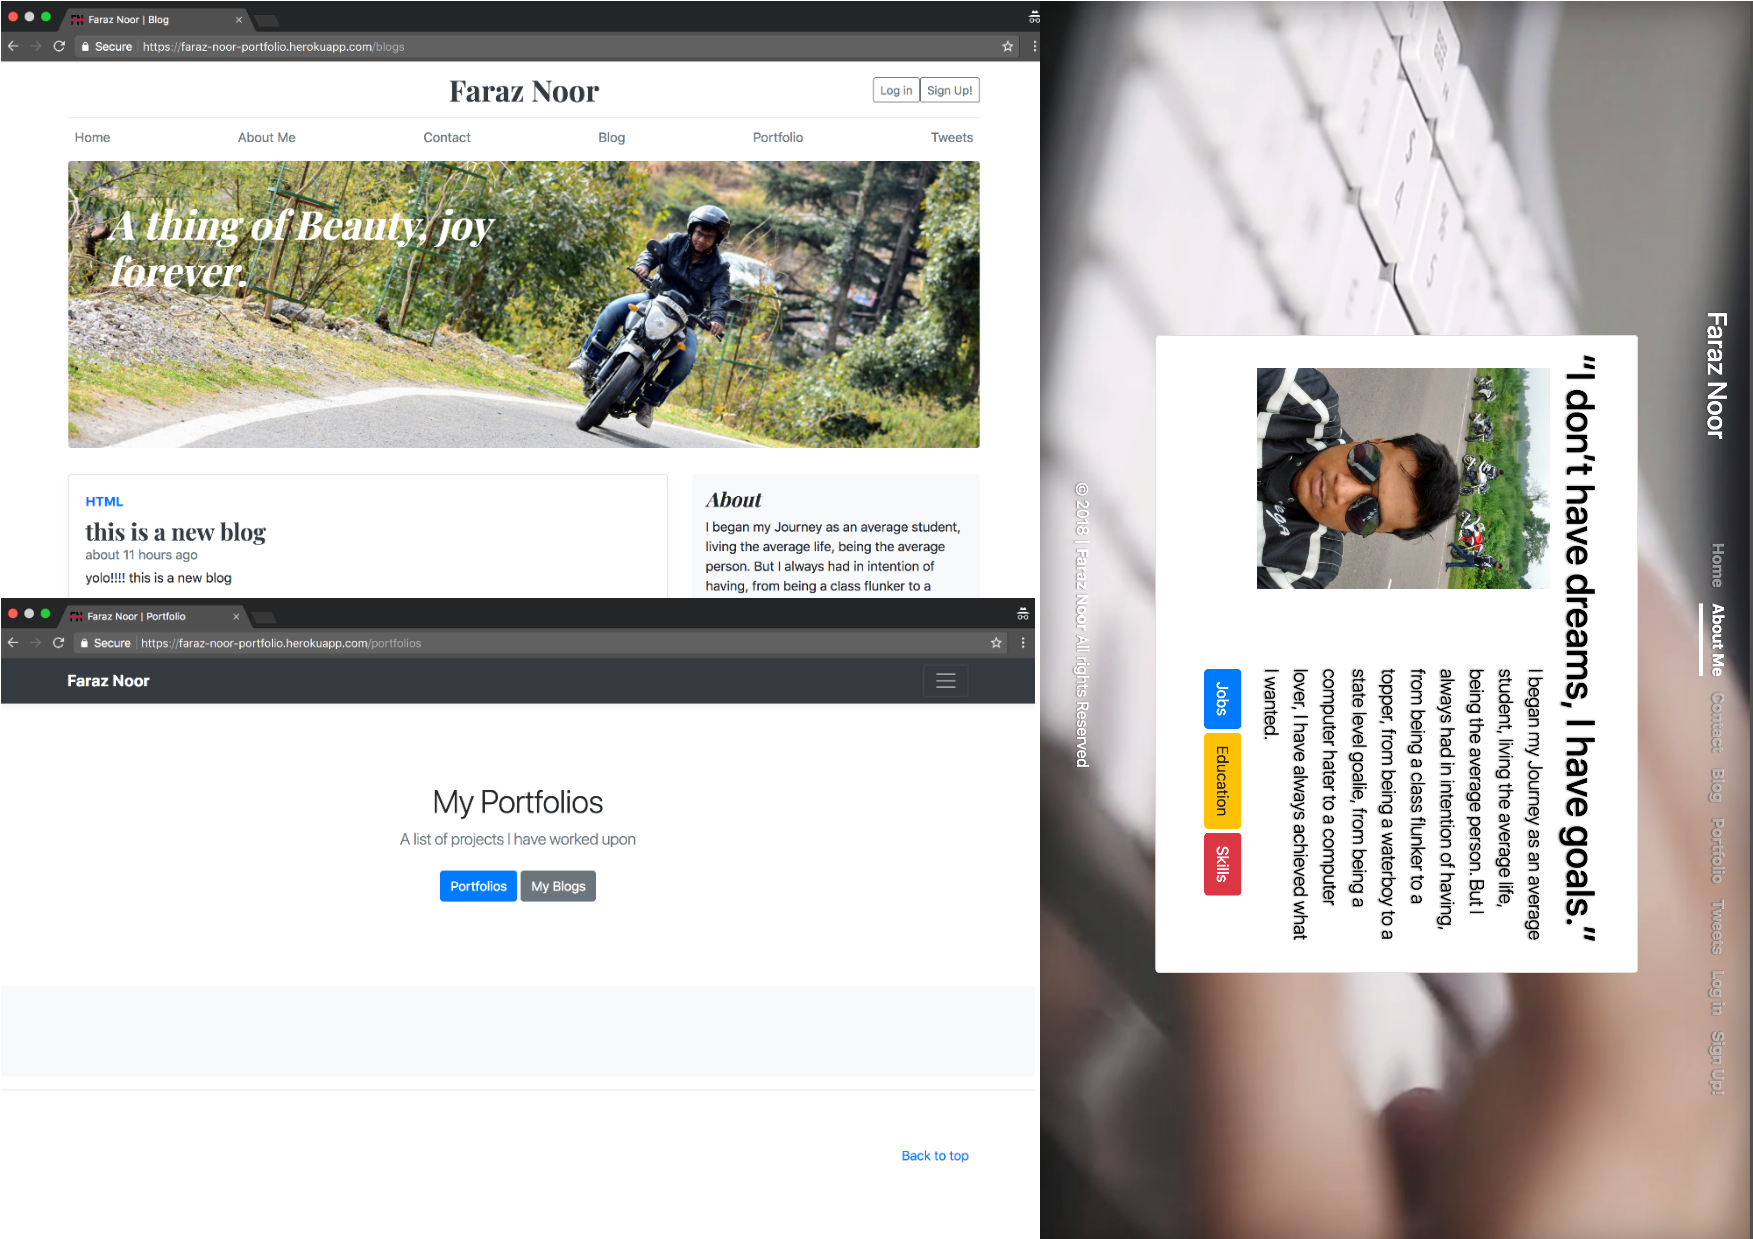 Faraz Noor | Blog
Secure https://faraz-noor-portfolio.herokuapp.com/blogs
Faraz Noor
Log in Sign Up!
Home About Me Contact Blog Portfolio Tweets
A thing of Beauty, joy
forever.
HTML
this is a new blog
about 11 hours ago
yolo!!!! this is a new blog
About
I began my Journey as an average student,
living the average life, being the average
person. But I always had in intention of
having, from being a class flunker to a
Faraz Noor | Portfolio
Secure https://faraz-noor-portfolio.herokuapp.com/portfolios
Faraz Noor
My Portfolios
A list of projects I have worked upon
Portfolios My Blogs
Back to top
Faraz Noor
Home About Me Contact Blog Portfolio Tweets Log in Sign Up!
“I don’t have dreams, I have goals.”
I began my Journey as an average
student, living the average life,
being the average person. But I
always had in intention of having,
from being a class flunker to a
topper, from being a waterboy to a
state level goalie, from being a
computer hater to a computer
lover, I have always achieved what
I wanted.
Jobs Education Skills
© 2018 | Faraz Noor All rights Reserved